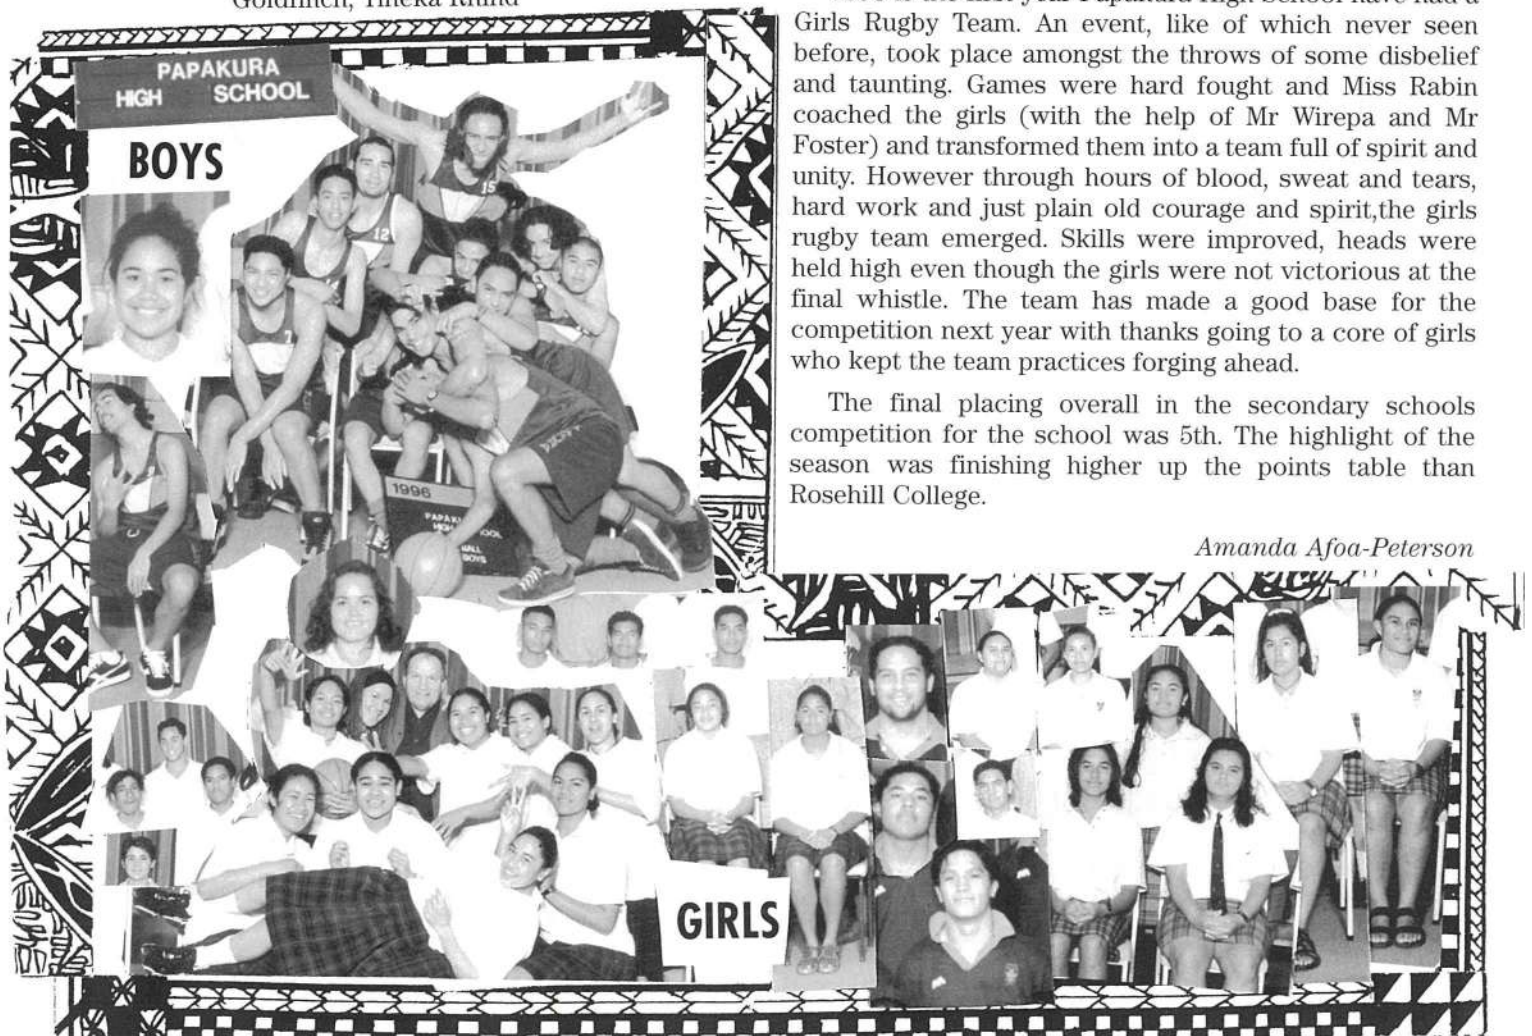 Goldfinch, Tineka Rhind
PAPAKURA
HIGH SCHOOL
BOYS
15
12
7
1996
HIGH
BOYS
GIRLS
Girls Rugby Team. An event, like of which never seen
before, took place amongst the throws of some disbelief
and taunting. Games were hard fought and Miss Rabin
coached the girls (with the help of Mr Wirepa and Mr
Foster) and transformed them into a team full of spirit and
unity. However through hours of blood, sweat and tears,
hard work and just plain old courage and spirit,the girls
rugby team emerged. Skills were improved, heads were
held high even though the girls were not victorious at the
final whistle. The team has made a good base for the
competition next year with thanks going to a core of girls
who kept the team practices forging ahead.
The final placing overall in the secondary schools
competition for the school was 5th. The highlight of the
season was finishing higher up the points table than
Rosehill College.
Amanda Afoa-Peterson